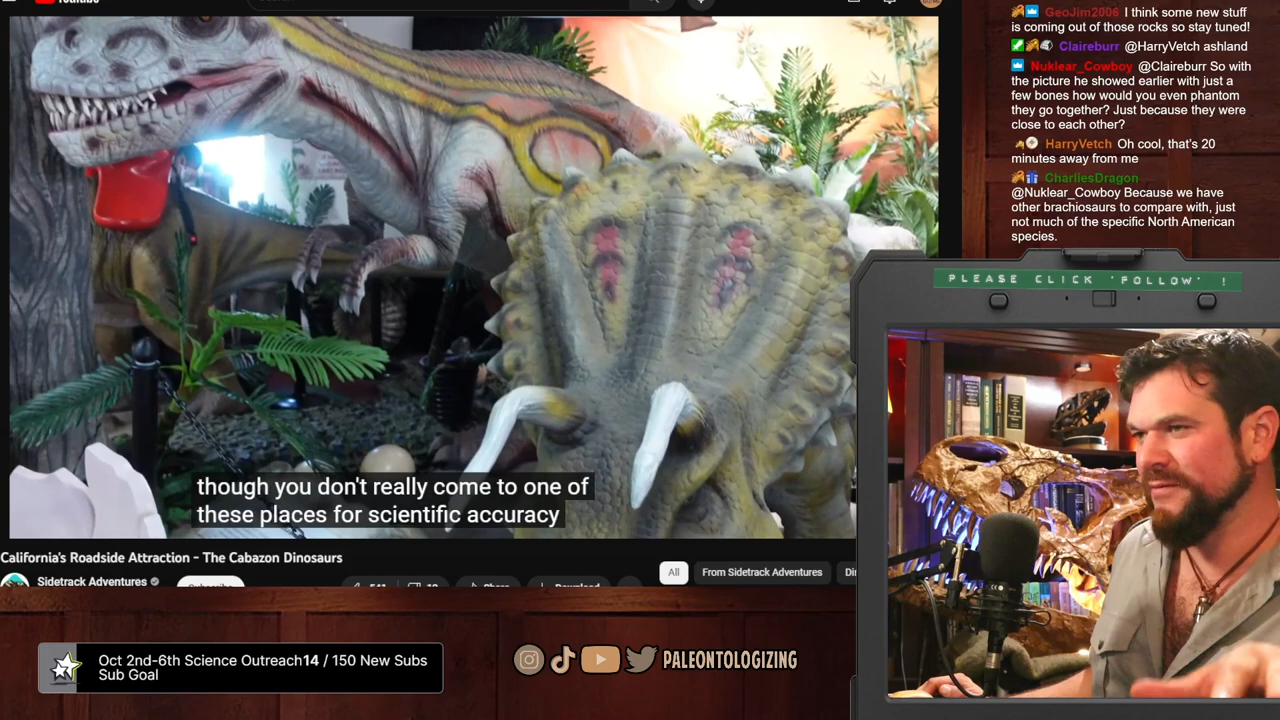 though you don't really come to one of
these places for scientific accuracy
California's Roadside Attraction - The Cabazon Dinosaurs
Sidetrack Adventures
Subscribe
541
Share
Download
All
From Sidetrack Adventures
GeoJim2006 I think some new stuff
is coming out of those rocks so stay tuned!
Claireburr @HarryVetch ashland
Nuklear_Cowboy @Claireburr So with
the picture he showed earlier with just a
few bones how would you even phantom
they go together? Just because they were
close to each other?
HarryVetch Oh cool, that's 20
minutes away from me
CharliesDragon
@Nuklear_Cowboy Because we have
other brachiosaurs to compare with, just
not much of the specific North American
species.
PLEASE CLICK 'FOLLOW' !
Oct 2nd-6th Science Outreach14 / 150 New Subs
Sub Goal
PALEONTOLOGIZING